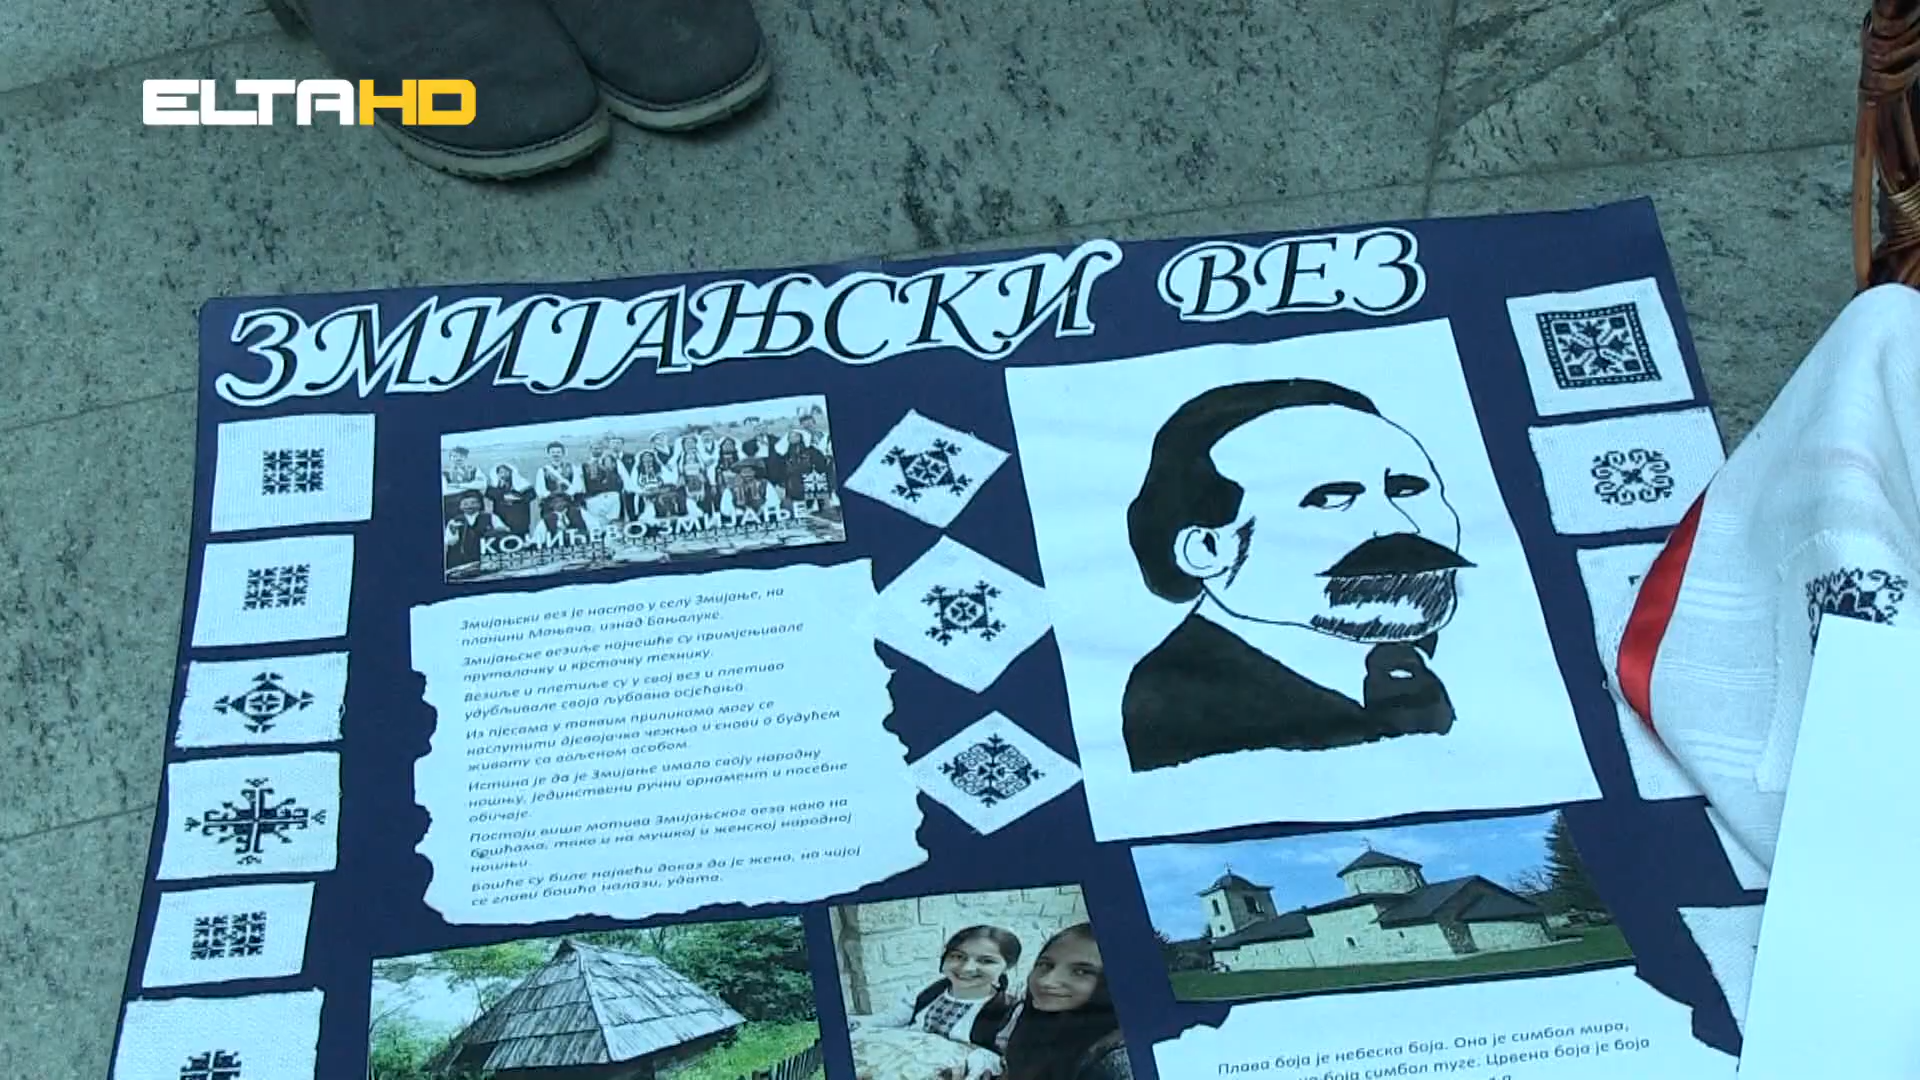 ELTAHD
ЗМИЈАЊСКИ ВЕЗ
КОЧИЋЕВО ЗМИЈАЊЕ
Змијањски вез је настао у селу Змијање, на
планини Мањача, изнад Бањалуке.
Змијањске везиље најчешће су примјењивале
пруталачку и крстачку технику.
Везиље и плетиље су у свој вез и плетиво
удубљивале своја љубавна осјећања.
Из пјесама у таквим приликама могу се
наслутити дјевојачка чежња и снови о будућем
животу са вољеном особом.
Истина је да је Змијање имало своју народну
ношњу, јединствени ручни орнамент и посебне
обичаје.
Постоји више мотива Змијањског веза како на
бошчама, тако и на мушкој и женској народној
ношњи.
Бошче су биле највећи доказ да је жена, на чијој
се глави бошча налази, удата.
Плава боја је небеска боја. Она је симбол мира,
боја симбол туге. Црвена боја је боја